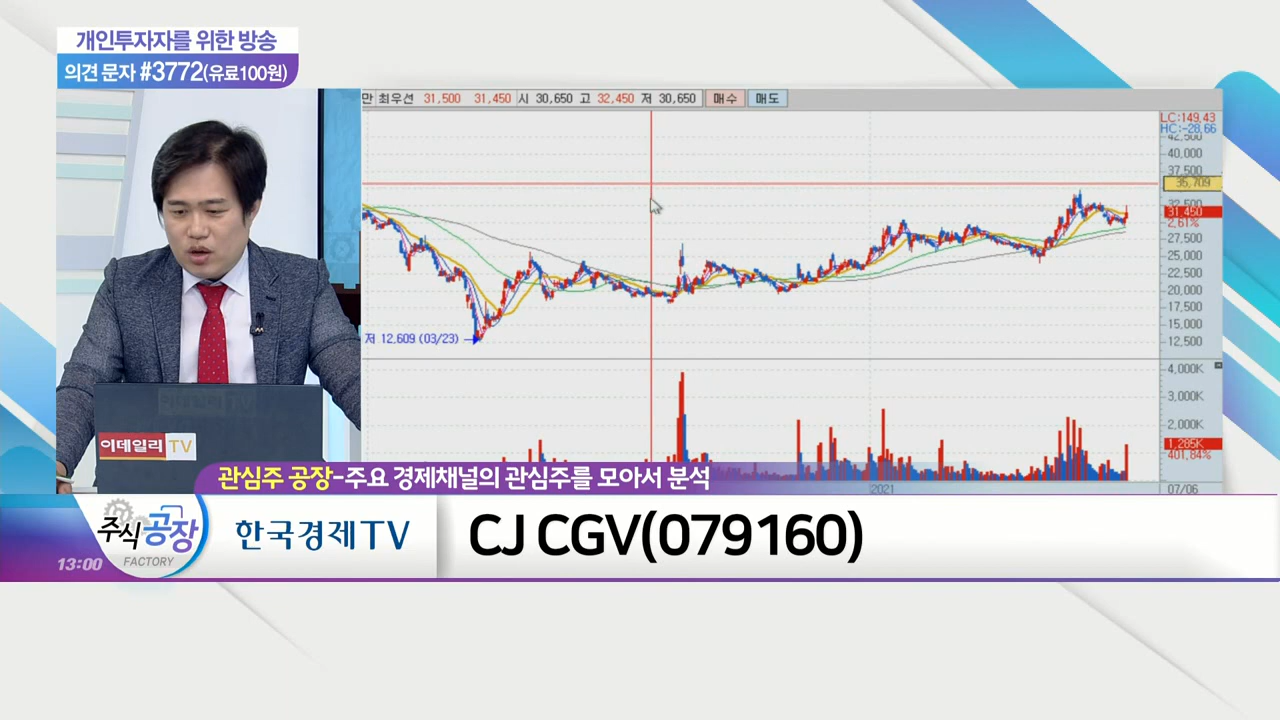 개인투자자를 위한 방송
의견 문자 #3772(유료100원)
만 최우선 31,500 31,450 시 30,650 고 32,450 저 30,650 매수 매도
LC:149.43
HC:-28.66
42,500
40,000
37,500
35,709
32,500
31,450
2,61%
27,500
25,000
22,500
20,000
17,500
15,000
12,500
저 12,609 (03/23)
4,000K
3,000K
2,000K
1,285K
401,84%
2021
07/06
이데일리 TV
이데일리 TV
관심주 공장-주요 경제채널의 관심주를 모아서 분석
주식공장
FACTORY
13:00
한국경제TV
CJ CGV(079160)